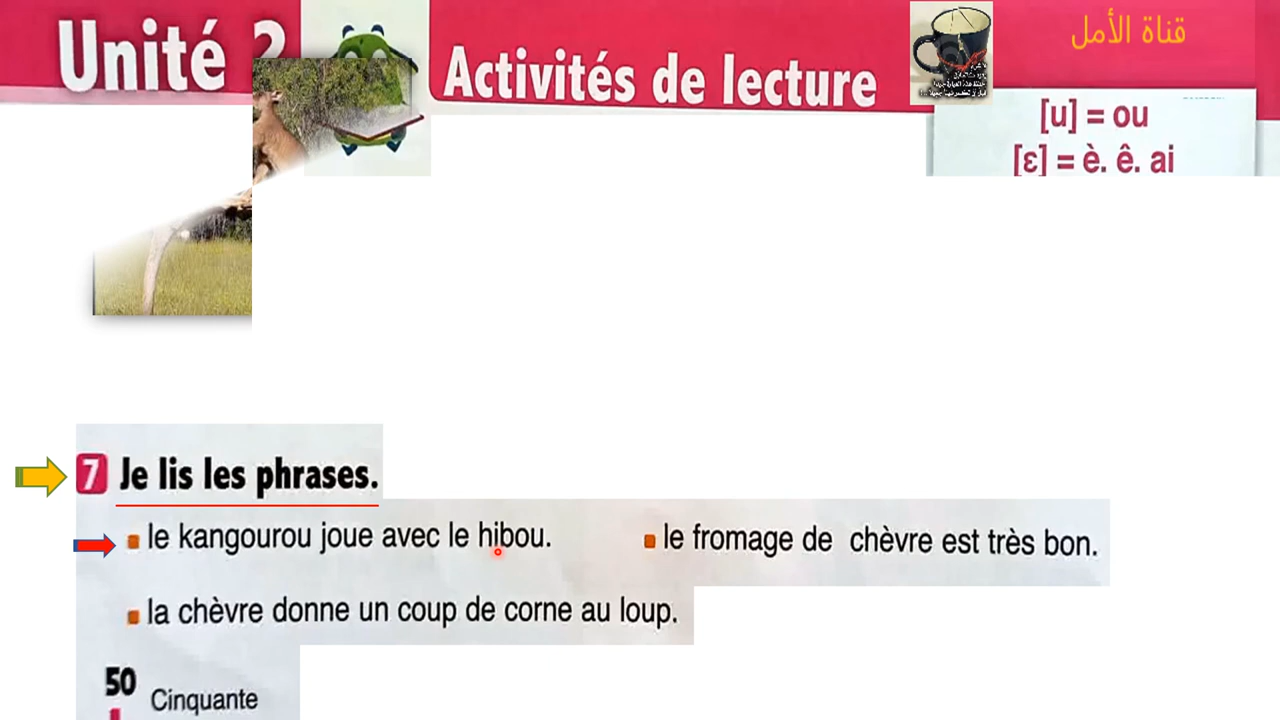 Unité 2
Activités de lecture
قناة الأمل
[u] = ou
[ɛ] = è. ê. ai
7 Je lis les phrases.
le kangourou joue avec le hibou.
le fromage de chèvre est très bon.
la chèvre donne un coup de corne au loup.
50 Cinquante